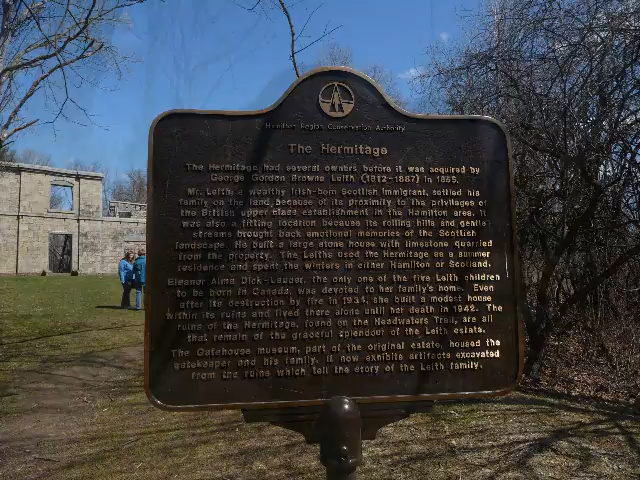 Hamilton Region Conservation Authority
The Hermitage
The Hermitage had several owners before it was acquired by
George Gordon Browne Leith (1812-1887) in 1855.
Mr. Leith, a wealthy Irish-born Scottish immigrant, settled his
family on the land because of its proximity to the privileges of
the British upper class establishment in the Hamilton area. It
was also a fitting location because its rolling hills and gentle
streams brought back emotional memories of the Scottish
landscape. He built a large stone house with limestone quarried
from the property. The Leiths used the Hermitage as a summer
residence and spent the winters in either Hamilton or Scotland.
Eleanor Alma Dick-Lauder, the only one of the five Leith children
to be born in Canada, was devoted to her family's home. Even
after its destruction by fire in 1934, she built a modest house
within its ruins and lived there alone until her death in 1942. The
ruins of the Hermitage, found on the Headwaters Trail, are all
that remain of the graceful splendour of the Leith estate.
The Gatehouse museum, part of the original estate, housed the
gatekeeper and his family. It now exhibits artifacts excavated
from the ruins which tell the story of the Leith family.